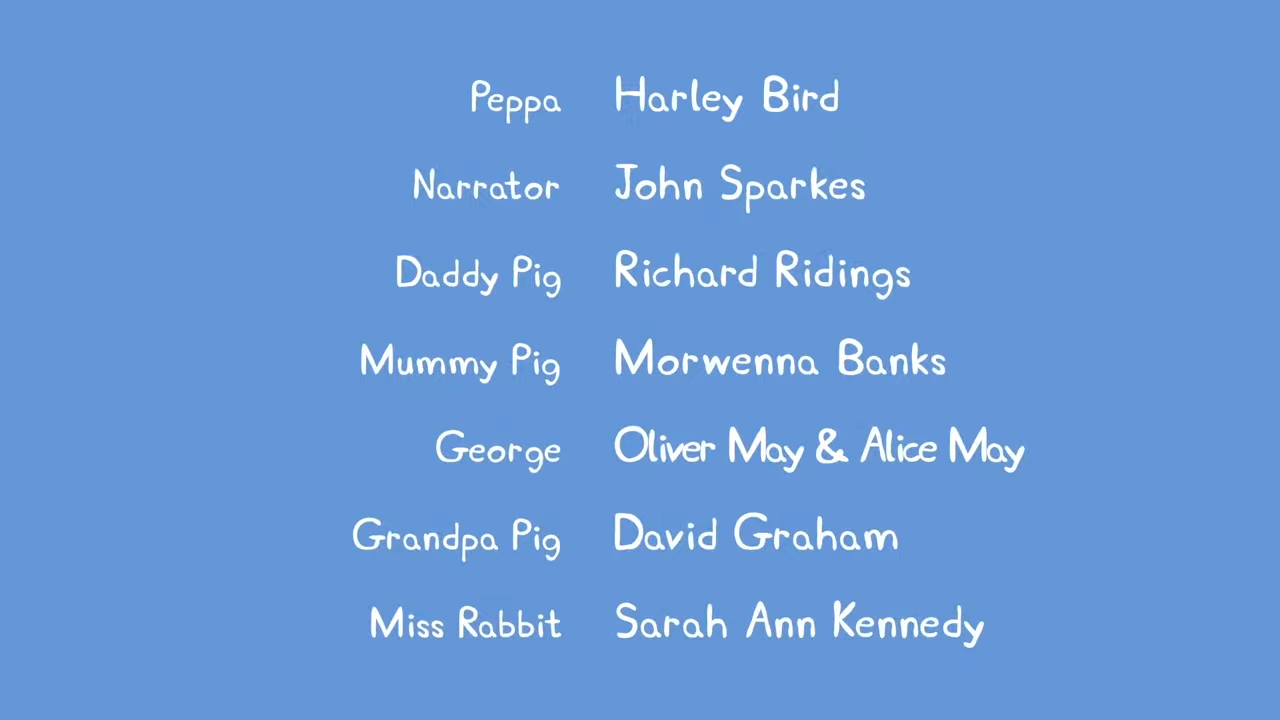 Peppa Harley Bird
Narrator John Sparkes
Daddy Pig Richard Ridings
Mummy Pig Morwenna Banks
George Oliver May & Alice May
Grandpa Pig David Graham
Miss Rabbit Sarah Ann Kennedy